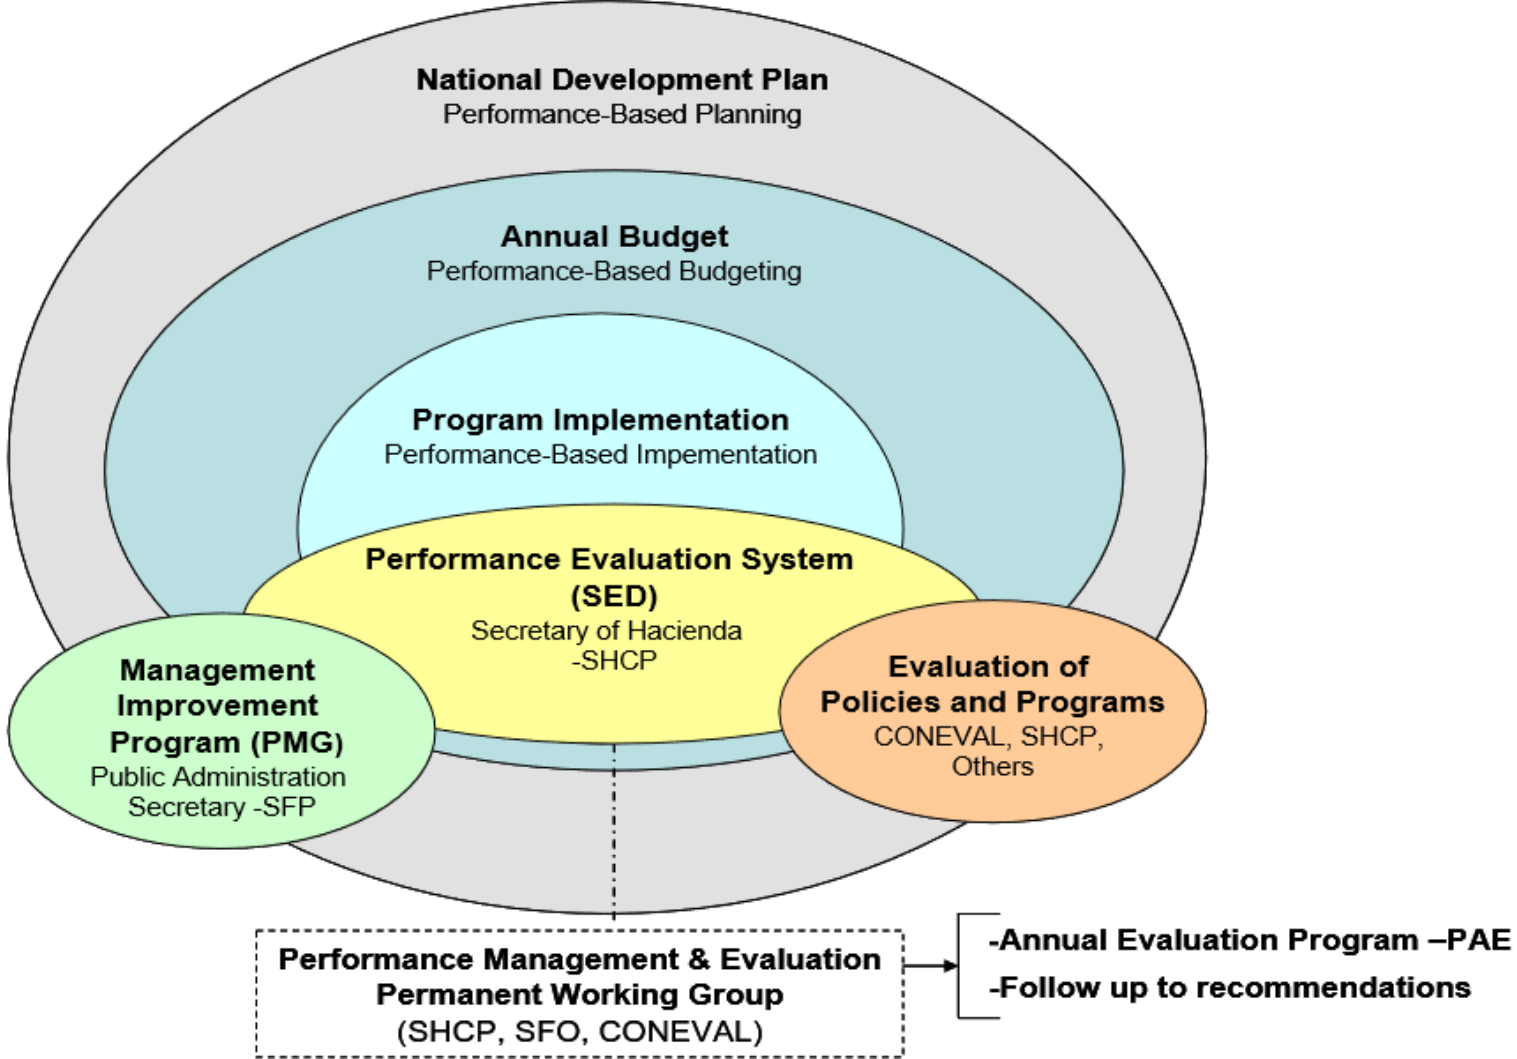 National Development Plan
Performance-Based Planning
Annual Budget
Performance-Based Budgeting
Program Implementation
Performance-Based Impementation
Performance Evaluation System
(SED)
Secretary of Hacienda
-SHCP
Management
Improvement
Program (PMG)
Public Administration
Secretary -SFP
Evaluation of
Policies and Programs
CONEVAL, SHCP,
Others
Performance Management & Evaluation
Permanent Working Group
(SHCP, SFO, CONEVAL)
-Annual Evaluation Program –PAE
-Follow up to recommendations